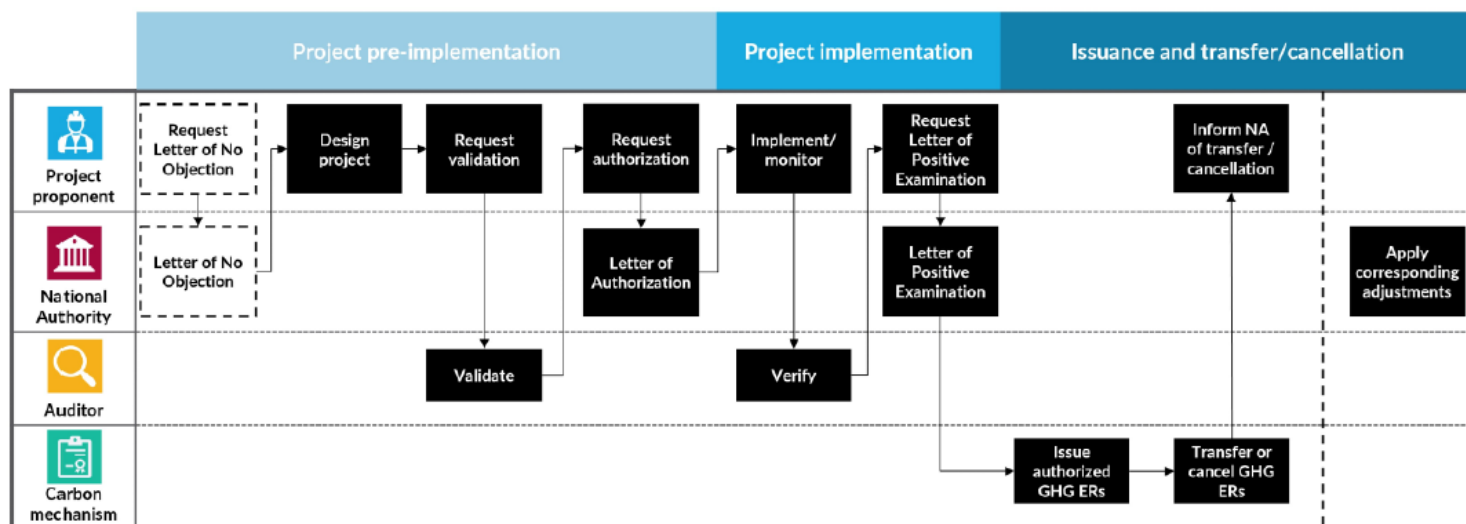 Project pre-implementation
Project implementation
Issuance and transfer/cancellation
Project
proponent
Request
Letter of No
Objection
Design
project
Request
validation
Request
authorization
Implement/
monitor
Request
Letter of
Positive
Examination
Inform NA
of transfer /
cancellation
National
Authority
Letter of No
Objection
Letter of
Authorization
Letter of
Positive
Examination
Apply
corresponding
adjustments
Auditor
Validate
Verify
Carbon
mechanism
Issue
authorized
GHG ERs
Transfer or
cancel GHG
ERs